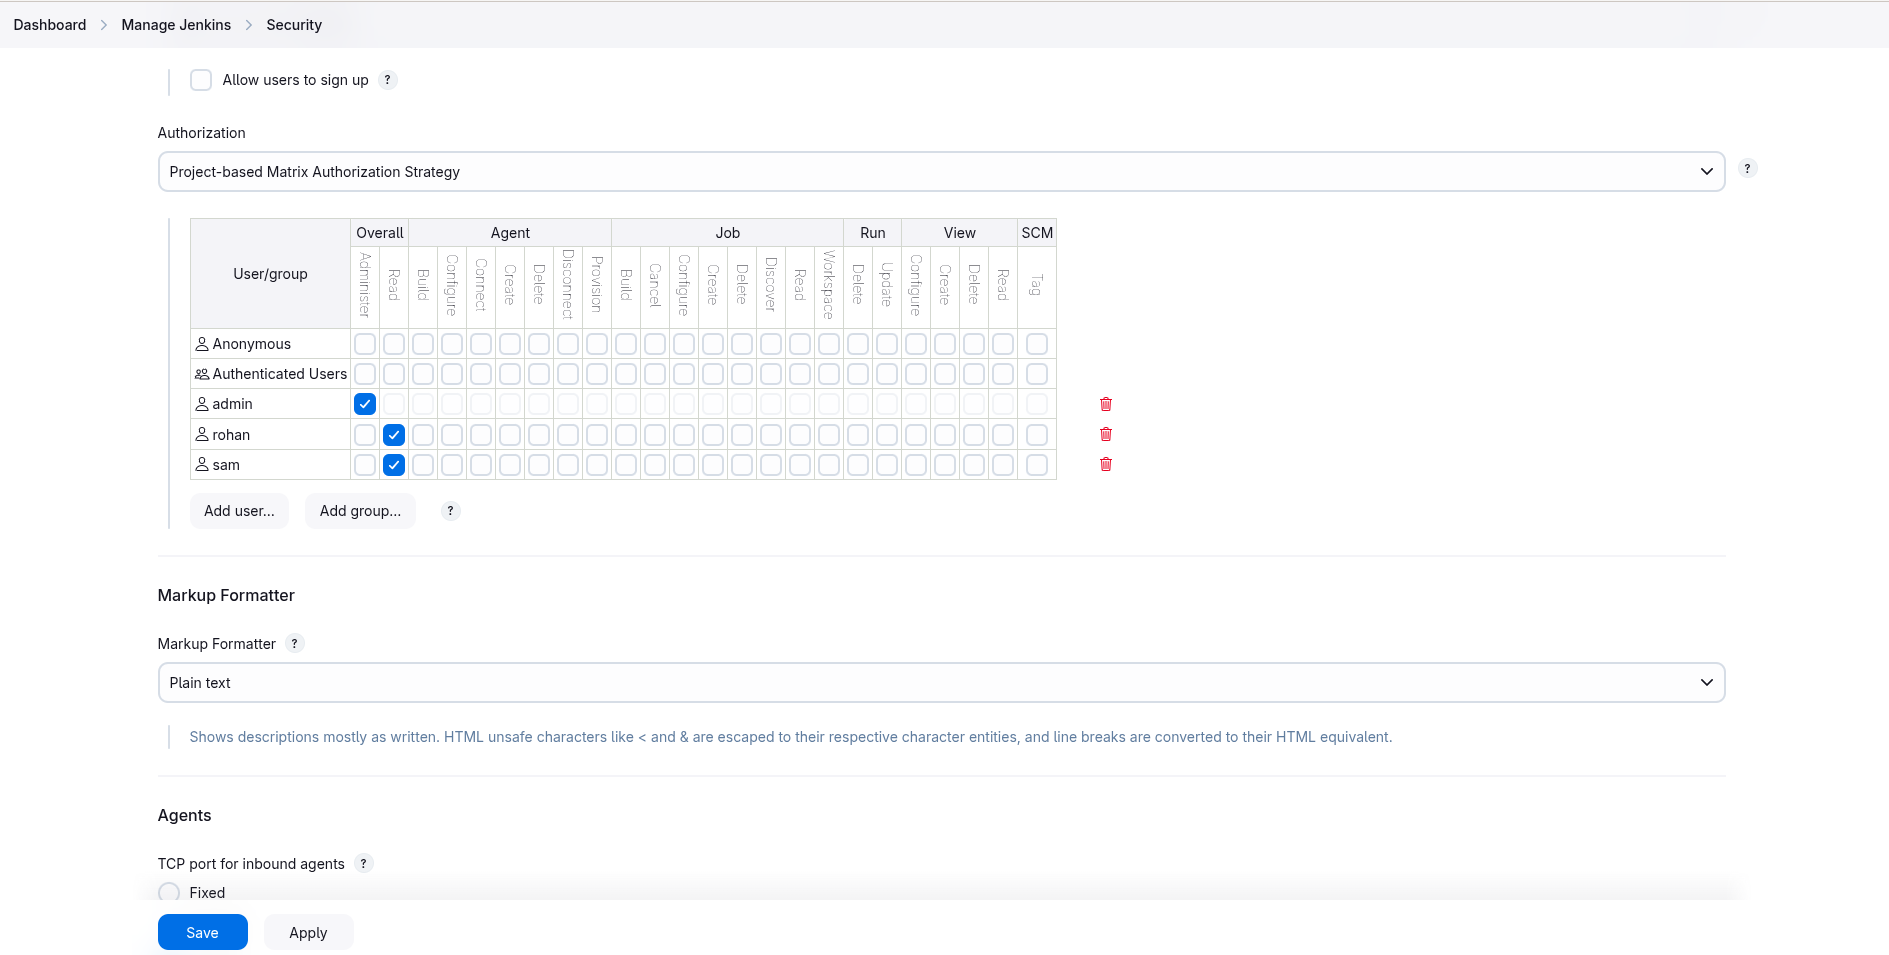 Dashboard > Manage Jenkins > Security
Allow users to sign up ?
Authorization
Project-based Matrix Authorization Strategy ?
User/group Overall Agent Job Run View SCM
Administer Read Build Configure Connect Create Delete Disconnect Provision Build Cancel Configure Create Delete Discover Read Workspace Delete Update Configure Create Delete Read Tag
Anonymous
Authenticated Users
admin
rohan
sam
Add user... Add group... ?
Markup Formatter
Markup Formatter ?
Plain text
Shows descriptions mostly as written. HTML unsafe characters like < and & are escaped to their respective character entities, and line breaks are converted to their HTML equivalent.
Agents
TCP port for inbound agents ?
Fixed
Save Apply